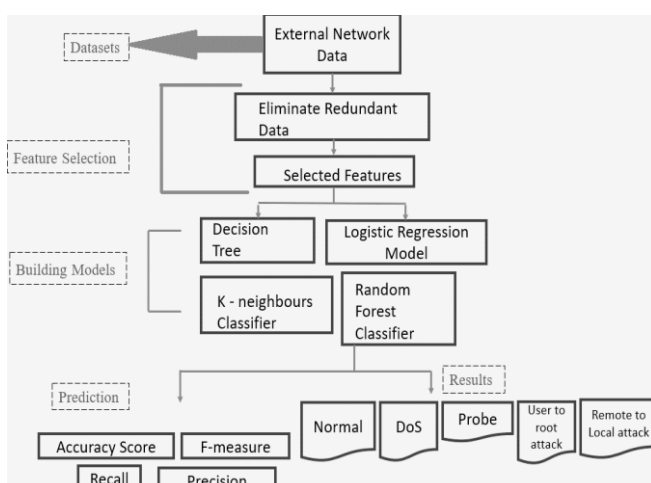 Datasets
External Network
Data
Eliminate Redundant
Data
Feature Selection
Selected Features
Decision
Tree
Logistic Regression
Model
Building Models
K - neighbours
Classifier
Random
Forest
Classifier
Prediction
Results
Normal
DoS
Probe
User to
root
attack
Remote to
Local attack
Accuracy Score
F-measure
Recall
Precision